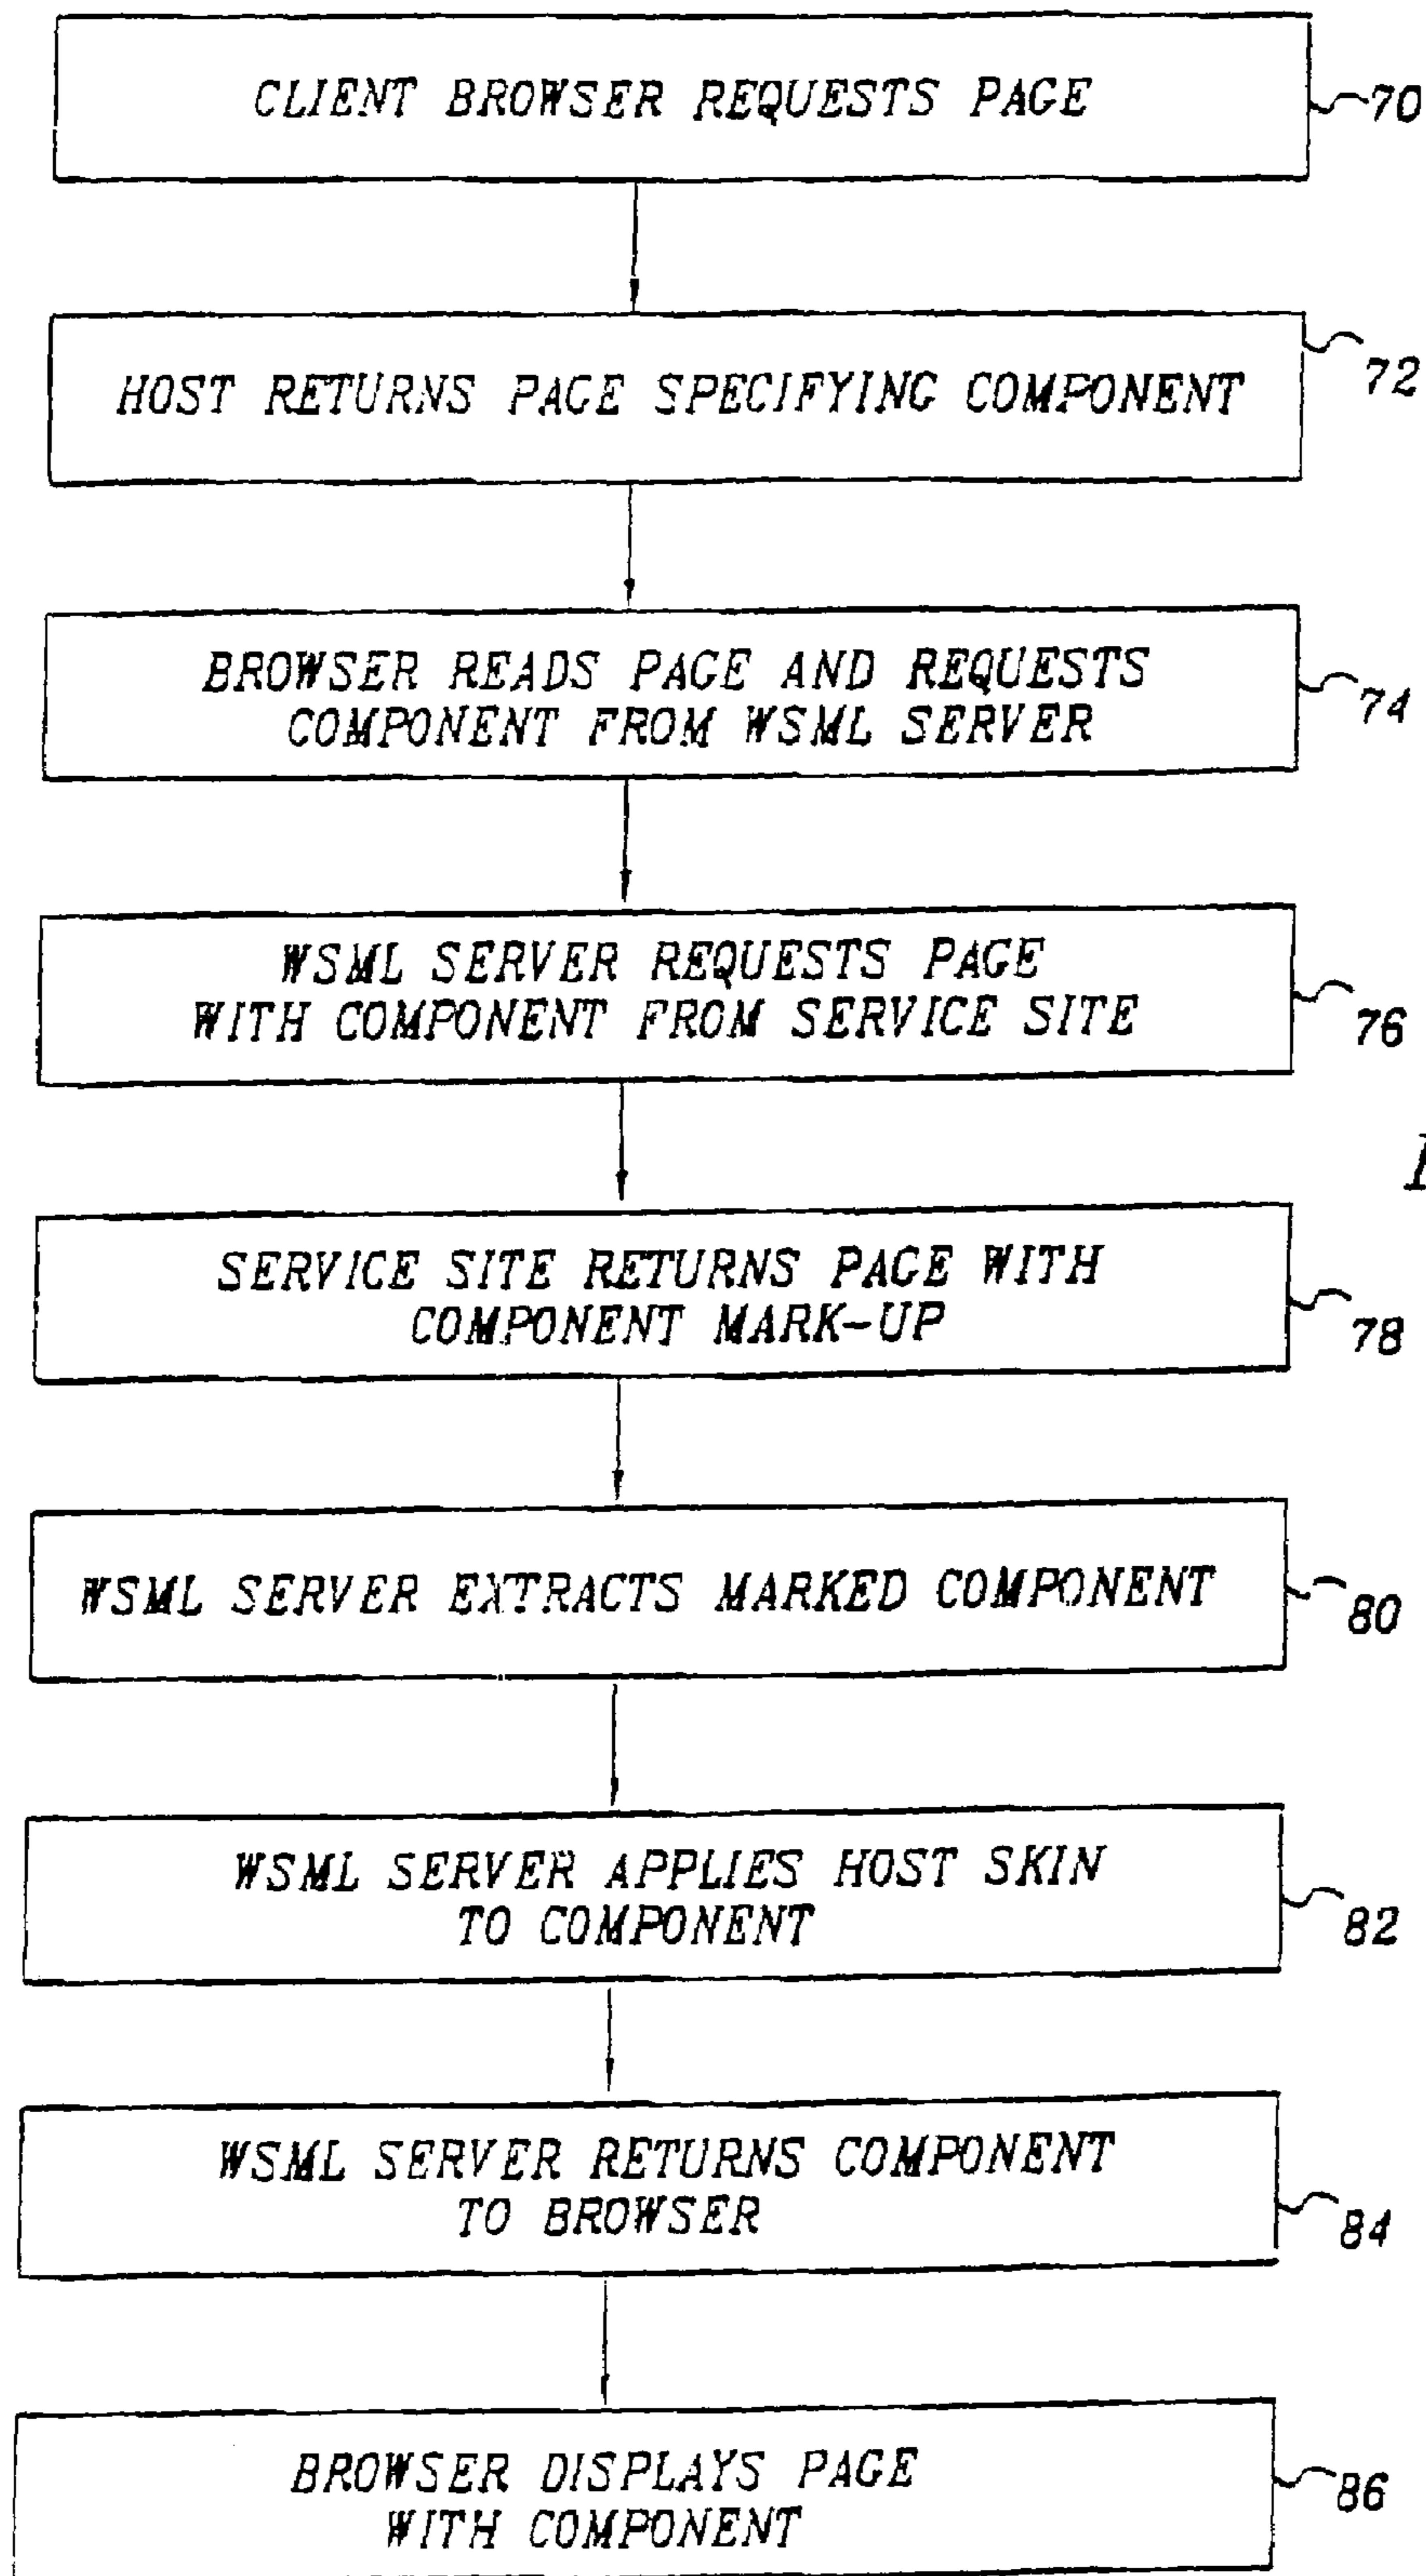 CLIENT BROWSER REQUESTS PAGE
70
HOST RETURNS PAGE SPECIFYING COMPONENT
72
BROWSER READS PAGE AND REQUESTS
COMPONENT FROM WSML SERVER
74
WSML SERVER REQUESTS PAGE
WITH COMPONENT FROM SERVICE SITE
76
SERVICE SITE RETURNS PAGE WITH
COMPONENT MARK-UP
78
WSML SERVER EXTRACTS MARKED COMPONENT
80
WSML SERVER APPLIES HOST SKIN
TO COMPONENT
82
WSML SERVER RETURNS COMPONENT
TO BROWSER
84
BROWSER DISPLAYS PAGE
WITH COMPONENT
86